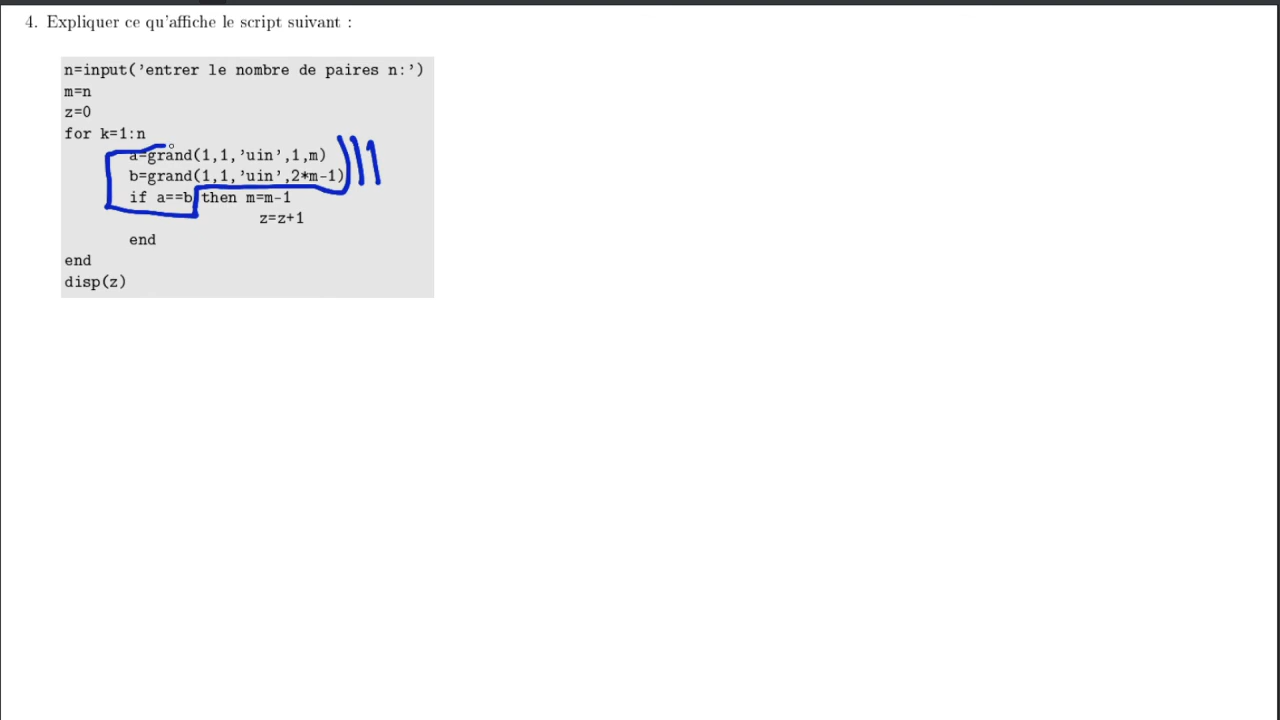 4. Expliquer ce qu'affiche le script suivant :
n=input('entrer le nombre de paires n:')
m=n
z=0
for k=1:n
a=grand(1,1,'uin',1,m)
b=grand(1,1,'uin',2*m-1)
if a==b then m=m-1
z=z+1
end
end
disp(z)